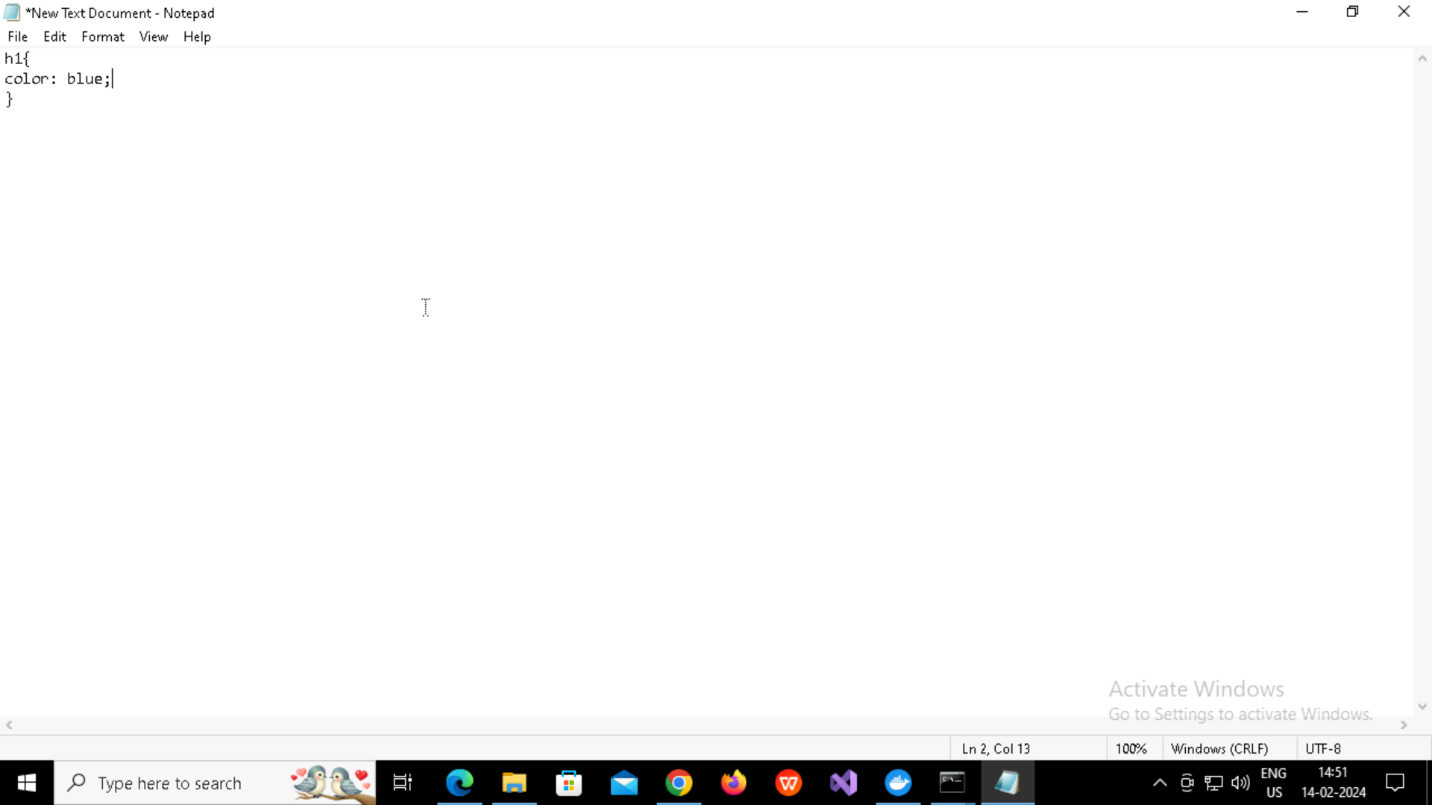 *New Text Document - Notepad
File Edit Format View Help
h1{
color: blue;
}
Activate Windows
Go to Settings to activate Windows.
Ln 2, Col 13 100% Windows (CRLF) UTF-8
Type here to search
ENG
US
14:51
14-02-2024